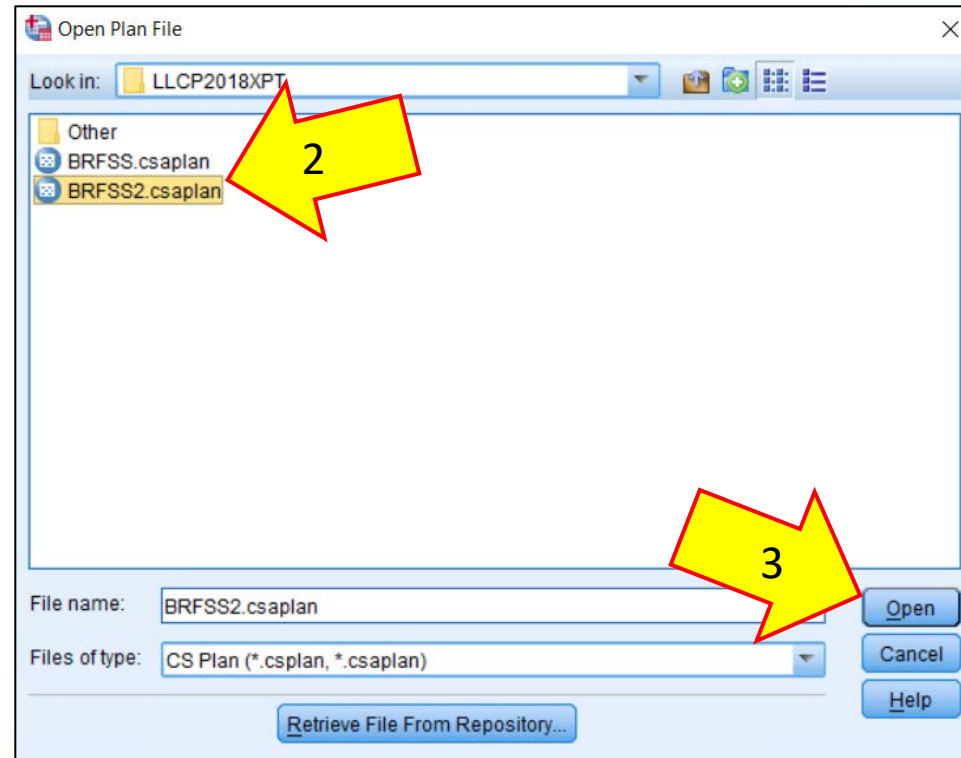 Open Plan File
Look in: LLCP2018XPT
Other
BRFSS.csaplan
BRFSS2.csaplan
2
3
File name: BRFSS2.csaplan
Open
Files of type: CS Plan (*.csplan, *.csaplan)
Cancel
Help
Retrieve File From Repository...